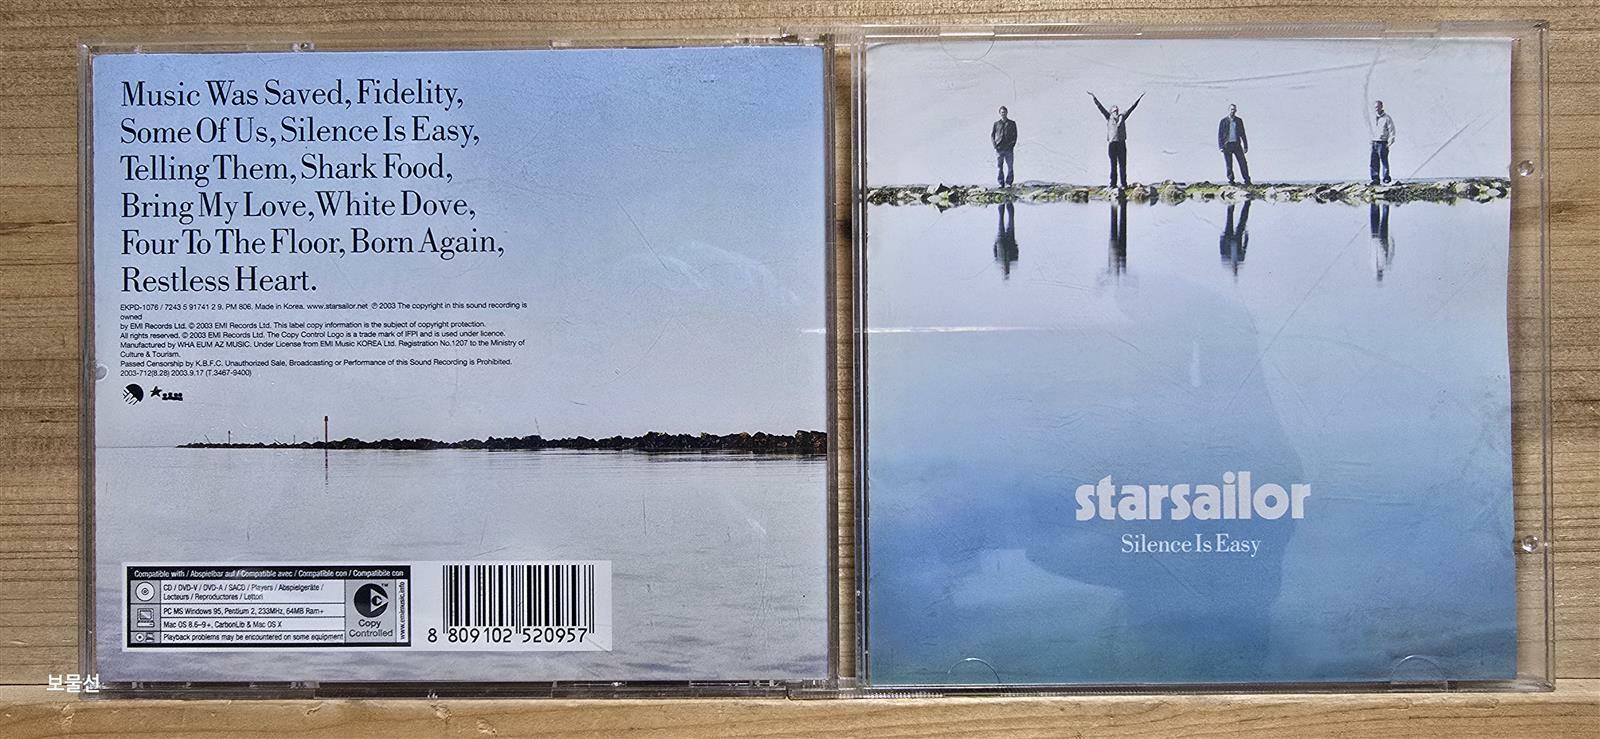 Music Was Saved, Fidelity,
Some Of Us, Silence Is Easy,
Telling Them, Shark Food,
Bring My Love, White Dove,
Four To The Floor, Born Again,
Restless Heart.
EKPD-1076 / 7243 5 91741 2 9. PM 806. Made in Korea. www.starsailor.net ℗ 2003 The copyright in this sound recording is
owned
by EMI Records Ltd. © 2003 EMI Records Ltd. This label copy information is the subject of copyright protection.
All rights reserved. © 2003 EMI Records Ltd. The Copy Control Logo is a trade mark of IFPI and is used under licence.
Manufactured by WHA EUM AZ MUSIC. Under License from EMI Music KOREA Ltd. Registration No.1207 to the Ministry of
Culture & Tourism.
Passed Censorship by K.B.F.C. Unauthorized Sale, Broadcasting or Performance of this Sound Recording is Prohibited.
2003-712(8.28) 2003.9.17 (T.3467-9400)
Compatible with / Abspielbar auf / Compatible avec / Compatible con / Compatibile con
CD / DVD-V / DVD-A / SACD / Players / Abspielgeräte /
Lecteurs / Reproductores / Lettori
PC MS Windows 95, Pentium 2, 233MHz, 64MB Ram+
Mac OS 8.6–9+, CarbonLib & Mac OS X
Playback problems may be encountered on some equipment
Copy
Controlled
™
www.emimusic.info
8 809102 520957
starsailor
Silence Is Easy
보물선